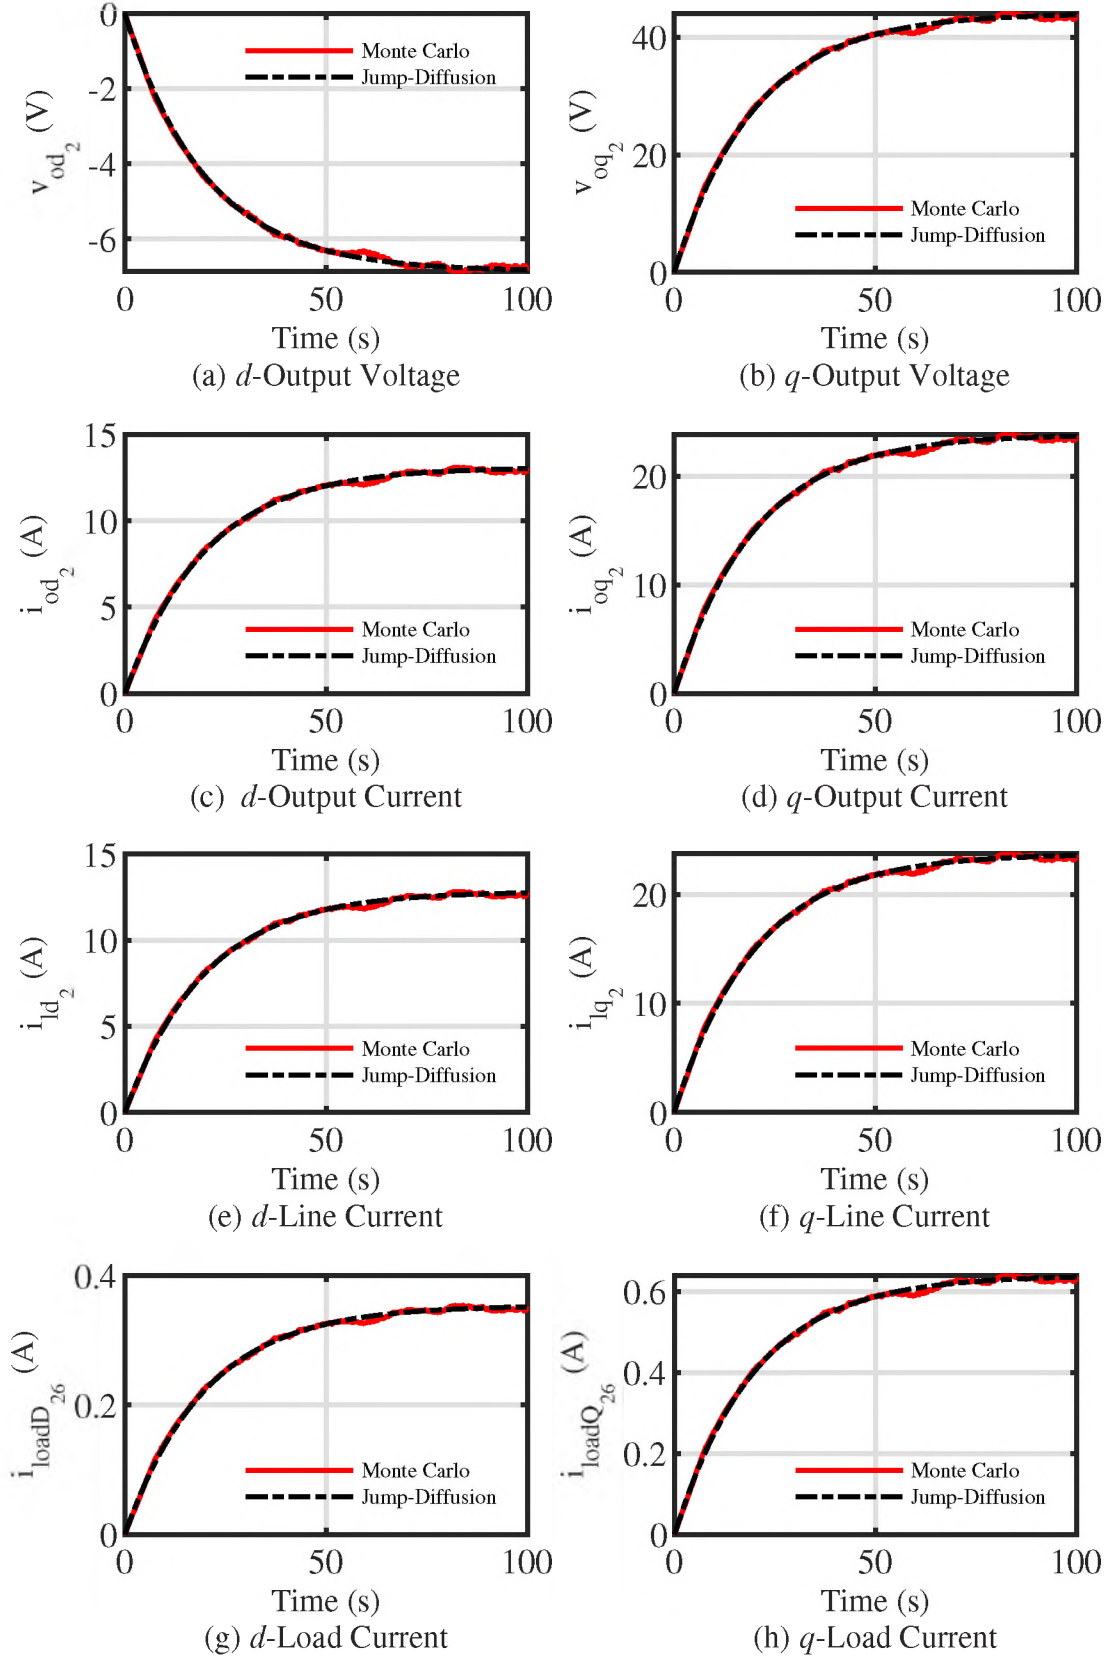 0
-2
-4
-6
v_od_2 (V)
Monte Carlo
Jump-Diffusion
0
50
100
Time (s)
(a) d-Output Voltage
40
20
0
v_oq_2 (V)
Monte Carlo
Jump-Diffusion
0
50
100
Time (s)
(b) q-Output Voltage
15
10
5
0
i_od_2 (A)
Monte Carlo
Jump-Diffusion
0
50
100
Time (s)
(c) d-Output Current
20
10
0
i_oq_2 (A)
Monte Carlo
Jump-Diffusion
0
50
100
Time (s)
(d) q-Output Current
15
10
5
0
i_ld_2 (A)
Monte Carlo
Jump-Diffusion
0
50
100
Time (s)
(e) d-Line Current
20
10
0
i_lq_2 (A)
Monte Carlo
Jump-Diffusion
0
50
100
Time (s)
(f) q-Line Current
0.4
0.2
0
i_loadD_26 (A)
Monte Carlo
Jump-Diffusion
0
50
100
Time (s)
(g) d-Load Current
0.6
0.4
0.2
0
i_loadQ_26 (A)
Monte Carlo
Jump-Diffusion
0
50
100
Time (s)
(h) q-Load Current